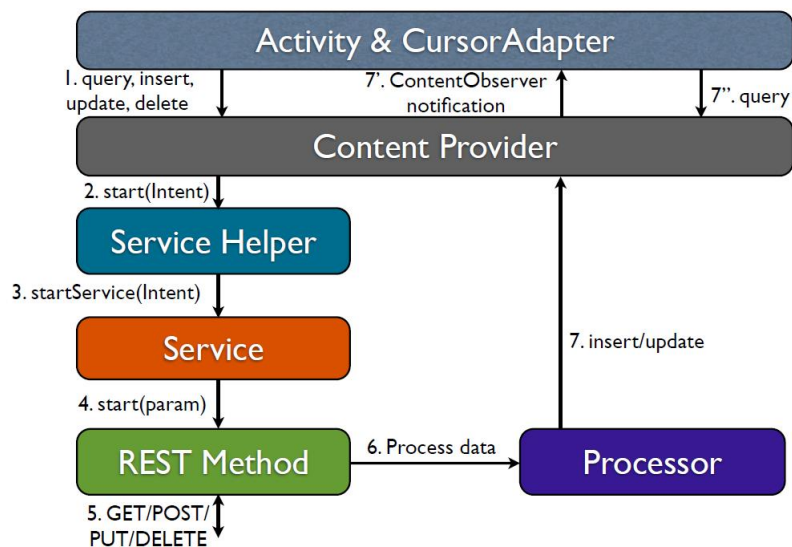 Activity & CursorAdapter
1. query, insert,
update, delete
7'. ContentObserver
notification
7''. query
Content Provider
2. start(Intent)
Service Helper
3. startService(Intent)
Service
7. insert/update
4. start(param)
REST Method
6. Process data
Processor
5. GET/POST/
PUT/DELETE